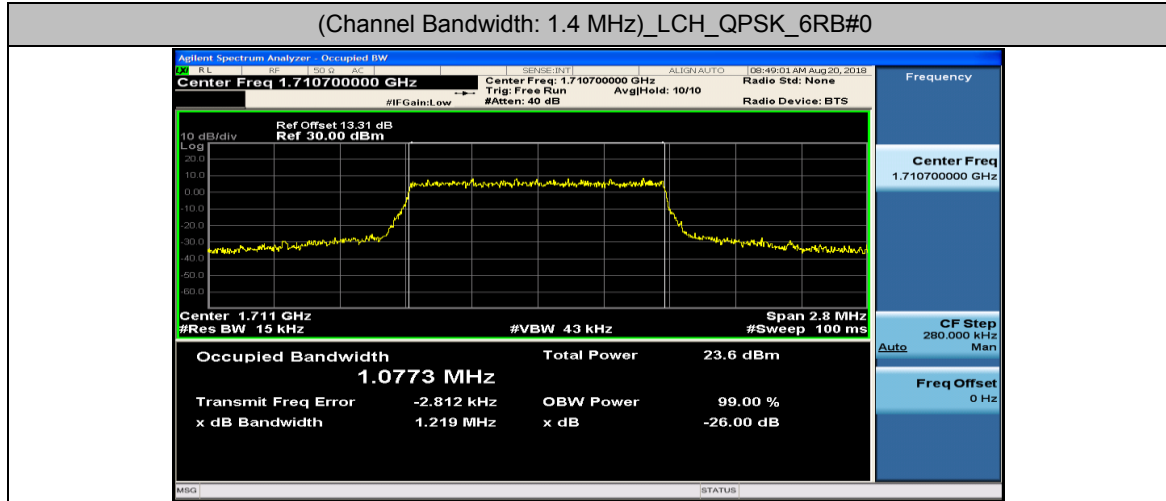 (Channel Bandwidth: 1.4 MHz)_LCH_QPSK_6RB#0
Agilent Spectrum Analyzer - Occupied BW
LXI RL RF 50 Ω AC SENSE:INT ALIGN AUTO 08:49:01 AM Aug 20, 2018
Center Freq 1.710700000 GHz
Center Freq: 1.710700000 GHz
Radio Std: None
Trig: Free Run Avg|Hold: 10/10
#IFGain:Low #Atten: 40 dB
Radio Device: BTS
Frequency
Ref Offset 13.31 dB
10 dB/div Ref 30.00 dBm
Log
20.0
10.0
0.00
-10.0
-20.0
-30.0
-40.0
-50.0
-60.0
Center 1.711 GHz Span 2.8 MHz
#Res BW 15 kHz #VBW 43 kHz #Sweep 100 ms
Center Freq
1.710700000 GHz
CF Step
280.000 kHz
Auto Man
Freq Offset
0 Hz
Occupied Bandwidth Total Power 23.6 dBm
1.0773 MHz
Transmit Freq Error -2.812 kHz OBW Power 99.00 %
x dB Bandwidth 1.219 MHz x dB -26.00 dB
MSG STATUS